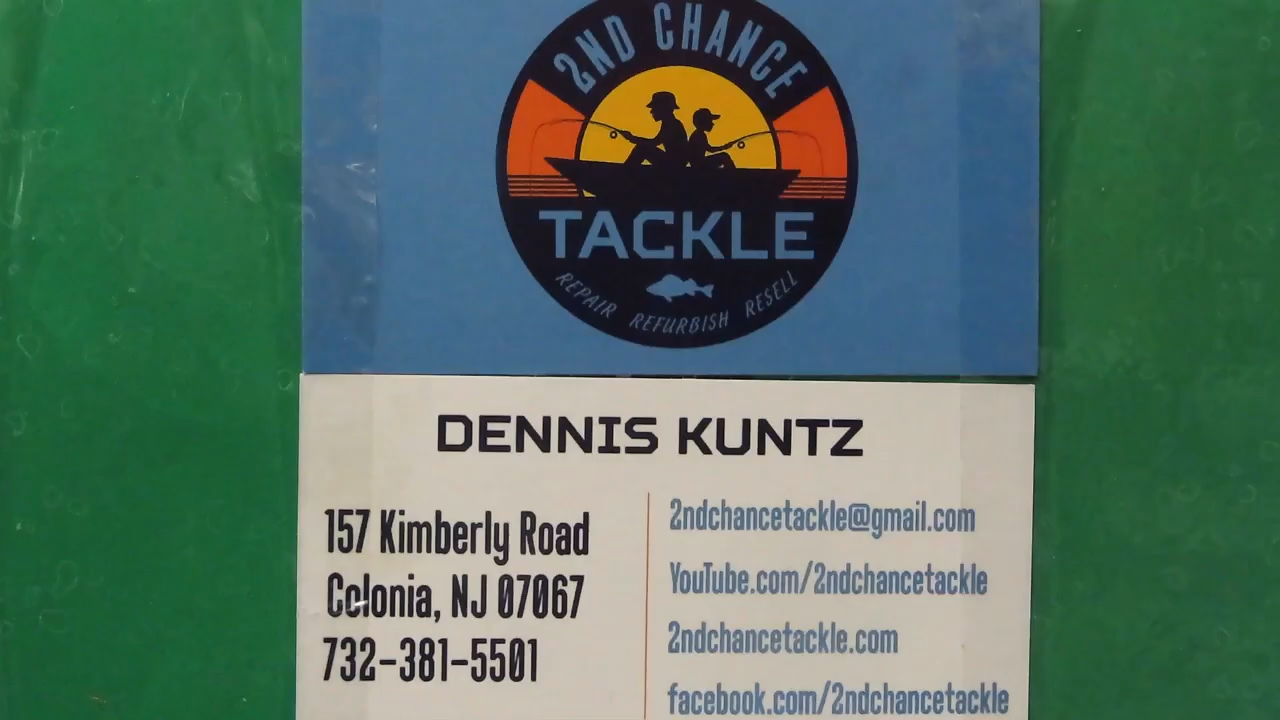 2ND CHANCE
TACKLE
REPAIR REFURBISH RESELL
DENNIS KUNTZ
157 Kimberly Road
Colonia, NJ 07067
732-381-5501
2ndchancetackle@gmail.com
YouTube.com/2ndchancetackle
2ndchancetackle.com
facebook.com/2ndchancetackle